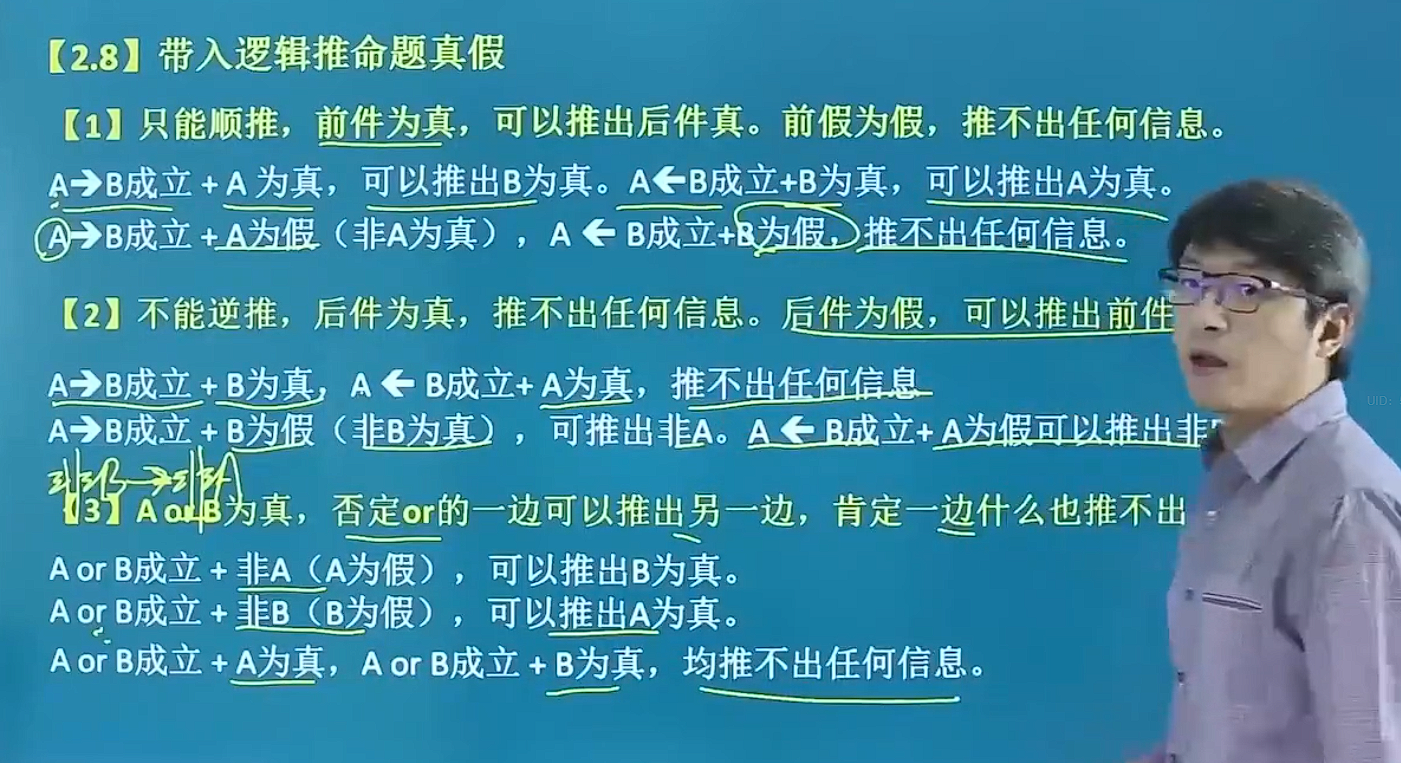 【2.8】带入逻辑推命题真假
【1】只能顺推，前件为真，可以推出后件真。前假为假，推不出任何信息。
A→B成立 + A 为真，可以推出B为真。A←B成立+B为真，可以推出A为真。
A→B成立 +A为假（非A为真），A ← B成立+B为假，推不出任何信息。
【2】不能逆推，后件为真，推不出任何信息。后件为假，可以推出前件
A→B成立 + B为真，A ← B成立+ A为真，推不出任何信息
A→B成立 + B为假（非B为真），可推出非A。A ← B成立+ A为假可以推出非
非B→非A
【3】A or B为真，否定or的一边可以推出另一边，肯定一边什么也推不出
A or B成立 + 非A（A为假），可以推出B为真。
A or B成立 + 非B（B为假），可以推出A为真。
A or B成立 + A为真，A or B成立 + B为真，均推不出任何信息。
UID: